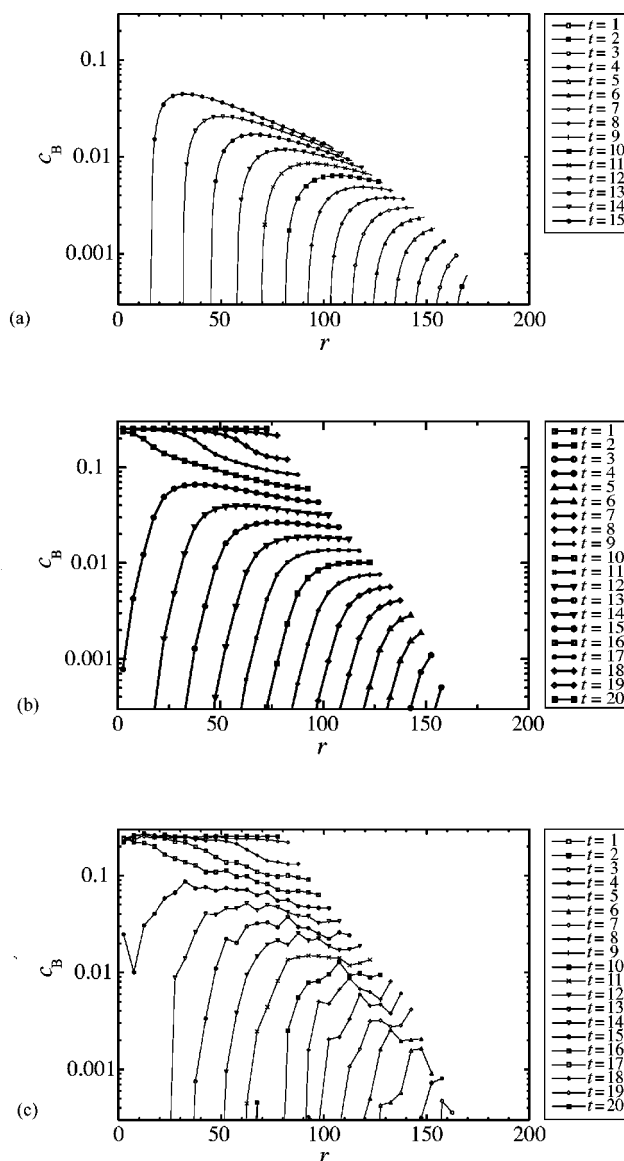 0.1
0.01
0.001
c_B
0
50
100
150
200
r
(a)
t = 1
t = 2
t = 3
t = 4
t = 5
t = 6
t = 7
t = 8
t = 9
t = 10
t = 11
t = 12
t = 13
t = 14
t = 15
0.1
0.01
0.001
c_B
0
50
100
150
200
r
(b)
t = 1
t = 2
t = 3
t = 4
t = 5
t = 6
t = 7
t = 8
t = 9
t = 10
t = 11
t = 12
t = 13
t = 14
t = 15
t = 16
t = 17
t = 18
t = 19
t = 20
0.1
0.01
0.001
c_B
0
50
100
150
200
r
(c)
t = 1
t = 2
t = 3
t = 4
t = 5
t = 6
t = 7
t = 8
t = 9
t = 10
t = 11
t = 12
t = 13
t = 14
t = 15
t = 16
t = 17
t = 18
t = 19
t = 20